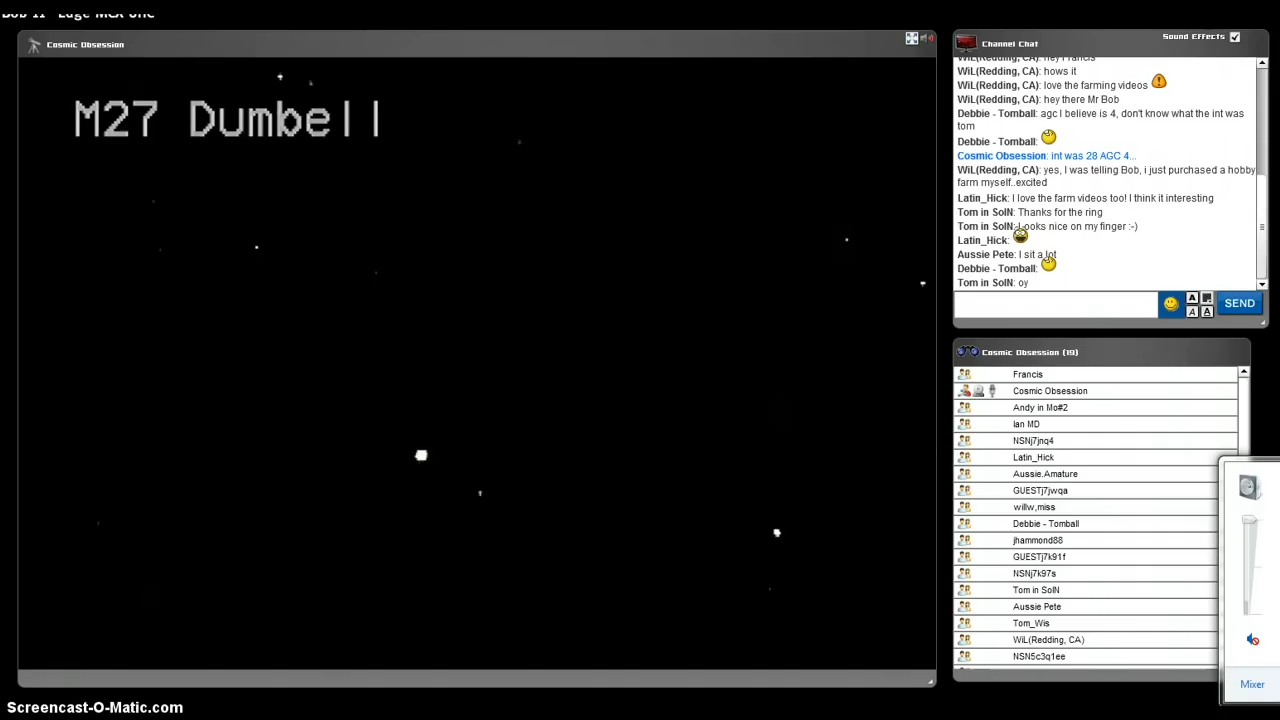 Cosmic Obsession
M27 Dumbell
Channel Chat
Sound Effects
WiL(Redding, CA): hey Francis
WiL(Redding, CA): hows it
WiL(Redding, CA): love the farming videos
WiL(Redding, CA): hey there Mr Bob
Debbie - Tomball: agc I believe is 4, don't know what the int was
tom
Debbie - Tomball:
Cosmic Obsession: int was 28 AGC 4...
WiL(Redding, CA): yes, I was telling Bob, i just purchased a hobby
farm myself..excited
Latin_Hick: I love the farm videos too! I think it interesting
Tom in SoIN: Thanks for the ring
Tom in SoIN: Looks nice on my finger :-)
Latin_Hick:
Aussie Pete: I sit a lot
Debbie - Tomball:
Tom in SoIN: oy
A
A A
SEND
Cosmic Obsession (19)
Francis
Cosmic Obsession
Andy in Mo#2
Ian MD
NSNj7jnq4
Latin_Hick
Aussie.Amature
GUESTj7jwqa
willw,miss
Debbie - Tomball
jhammond88
GUESTj7k91f
NSNj7k97s
Tom in SoIN
Aussie Pete
Tom_Wis
WiL(Redding, CA)
NSN5c3q1ee
Mixer
Screencast-O-Matic.com